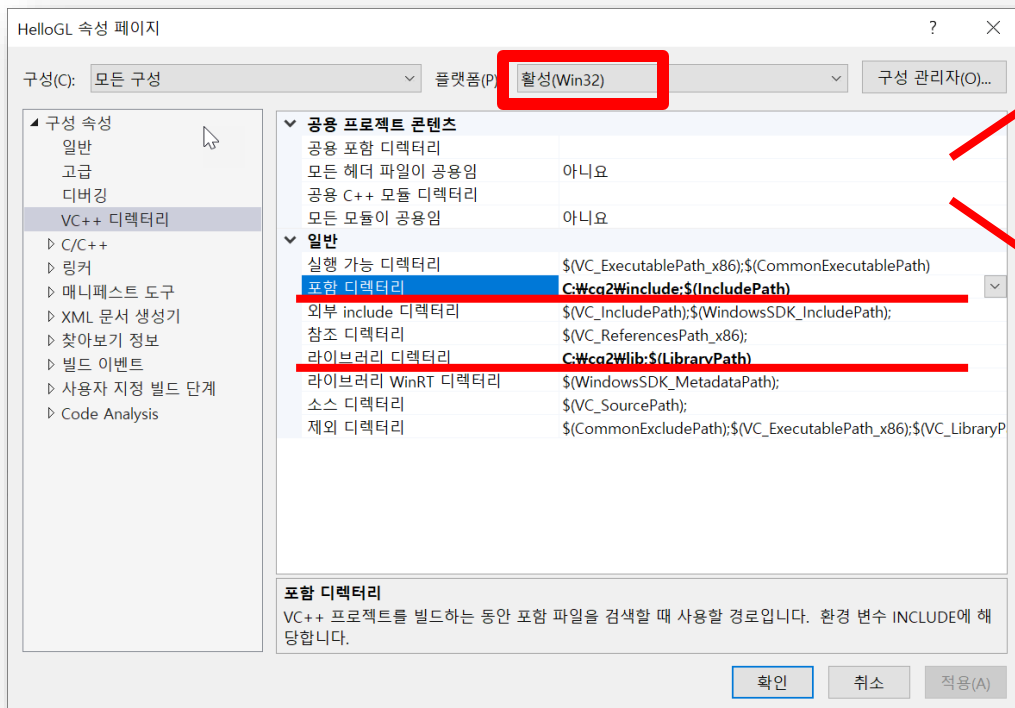 HelloGL 속성 페이지
구성(C): 모든 구성 플랫폼(P) 활성(Win32) 구성 관리자(O)...
구성 속성
일반
고급
디버깅
VC++ 디렉터리
C/C++
링커
매니페스트 도구
XML 문서 생성기
찾아보기 정보
빌드 이벤트
사용자 지정 빌드 단계
Code Analysis
공용 프로젝트 콘텐츠
공용 포함 디렉터리
모든 헤더 파일이 공용임 아니요
공용 C++ 모듈 디렉터리
모든 모듈이 공용임 아니요
일반
실행 가능 디렉터리 $(VC_ExecutablePath_x86);$(CommonExecutablePath)
포함 디렉터리 C:₩cg2₩include;$(IncludePath)
외부 include 디렉터리 $(VC_IncludePath);$(WindowsSDK_IncludePath);
참조 디렉터리 $(VC_ReferencesPath_x86);
라이브러리 디렉터리 C:₩cg2₩lib;$(LibraryPath)
라이브러리 WinRT 디렉터리 $(WindowsSDK_MetadataPath);
소스 디렉터리 $(VC_SourcePath);
제외 디렉터리 $(CommonExcludePath);$(VC_ExecutablePath_x86);$(VC_LibraryP
포함 디렉터리
VC++ 프로젝트를 빌드하는 동안 포함 파일을 검색할 때 사용할 경로입니다. 환경 변수 INCLUDE에 해
당합니다.
확인 취소 적용(A)